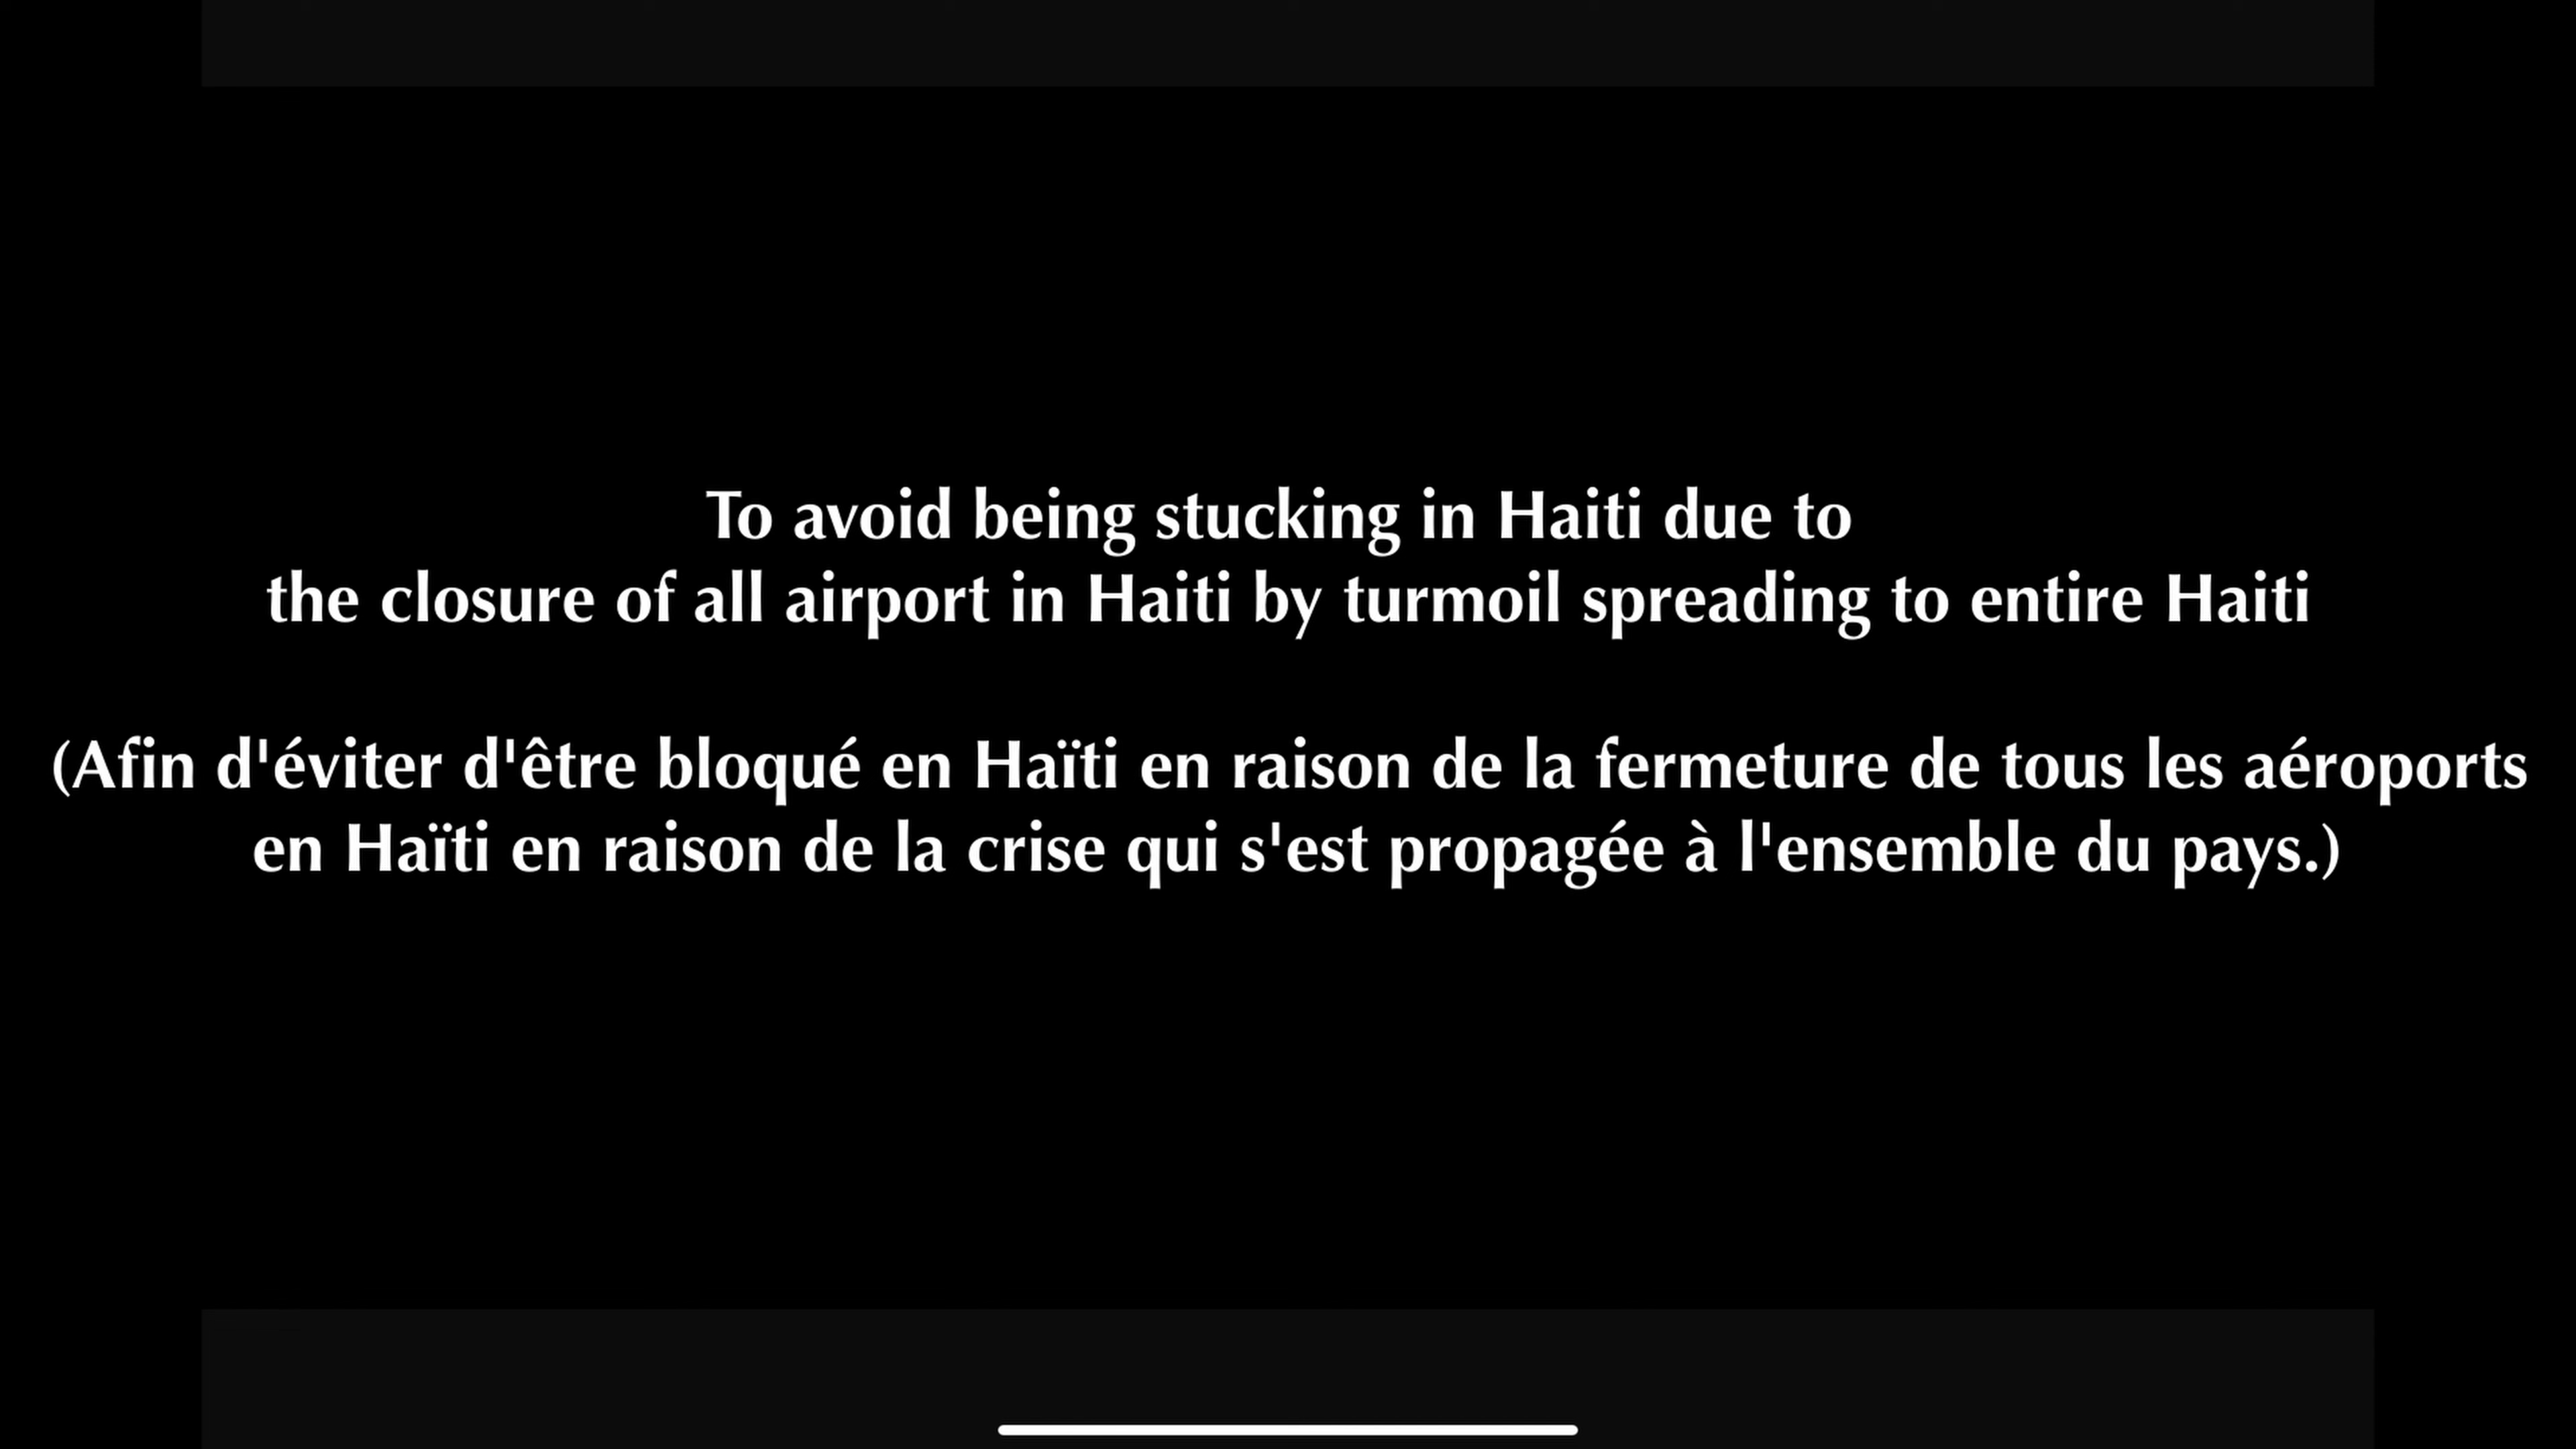 To avoid being stucking in Haiti due to
the closure of all airport in Haiti by turmoil spreading to entire Haiti
(Afin d'éviter d'être bloqué en Haïti en raison de la fermeture de tous les aéroports
en Haïti en raison de la crise qui s'est propagée à l'ensemble du pays.)